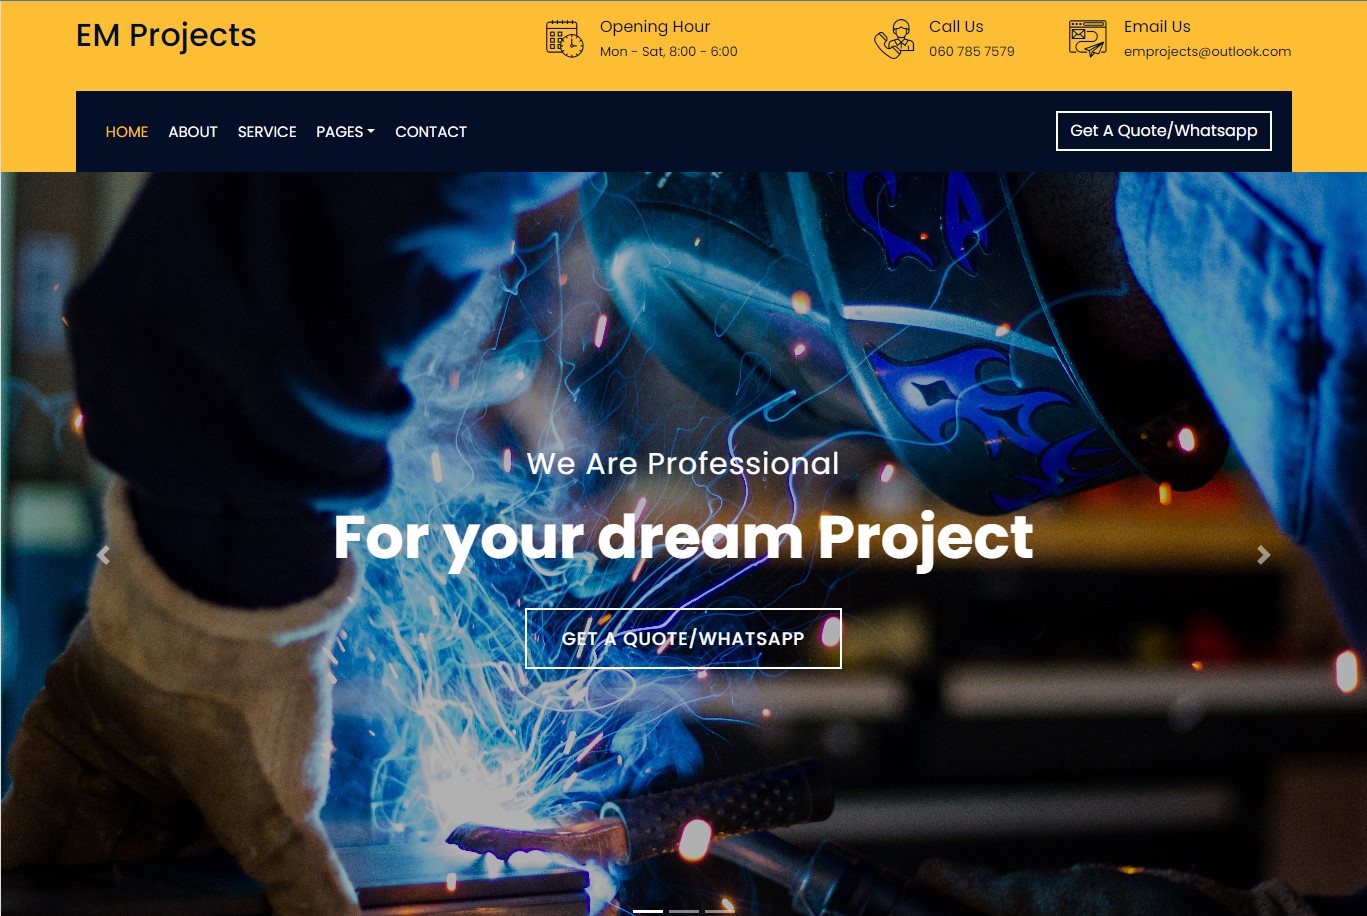 EM Projects
Opening Hour
Mon - Sat, 8:00 - 6:00
Call Us
060 785 7579
Email Us
emprojects@outlook.com
HOME ABOUT SERVICE PAGES CONTACT
Get A Quote/Whatsapp
CA
We Are Professional
For your dream Project
GET A QUOTE/WHATSAPP